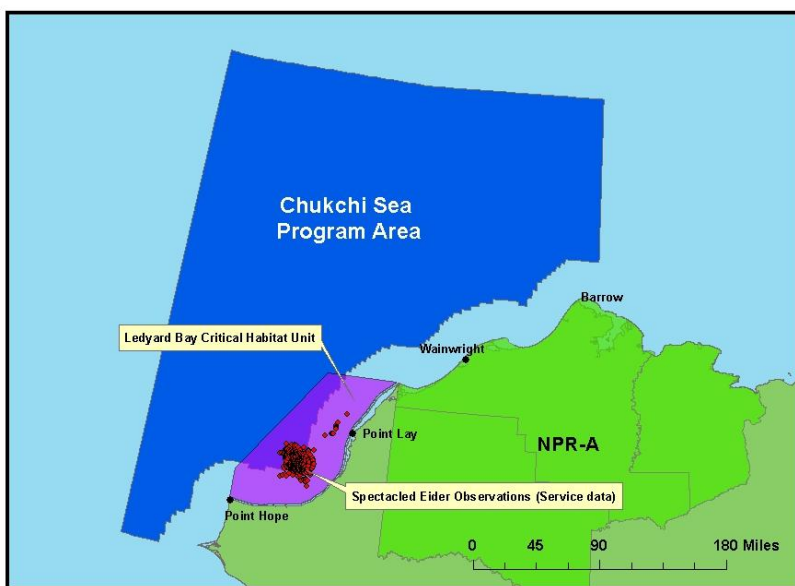 Chukchi Sea
Program Area
Barrow
Ledyard Bay Critical Habitat Unit
Wainwright
Point Lay
NPR-A
Spectacled Eider Observations (Service data)
Point Hope
0 45 90 180 Miles